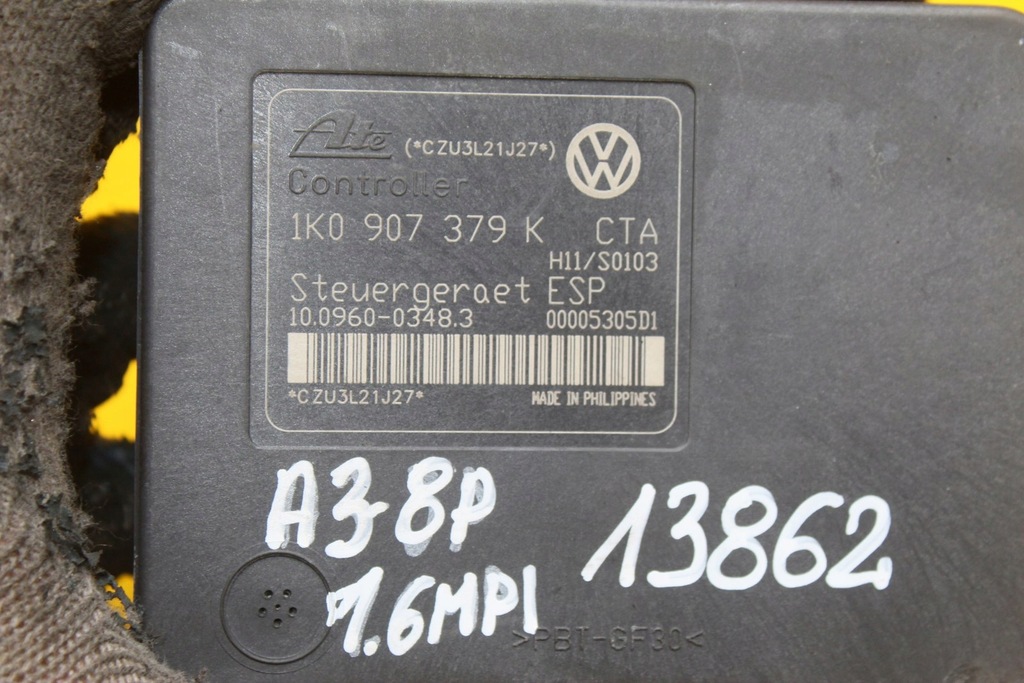 Alte (*CZU3L21J27*)
Controller
1K0 907 379 K CTA
H11/S0103
Steuergeraet ESP
10.0960-0348.3 00005305D1
*CZU3L21J27* MADE IN PHILIPPINES
A3 8P 13862
1.6MPI
>PBT-GF30<